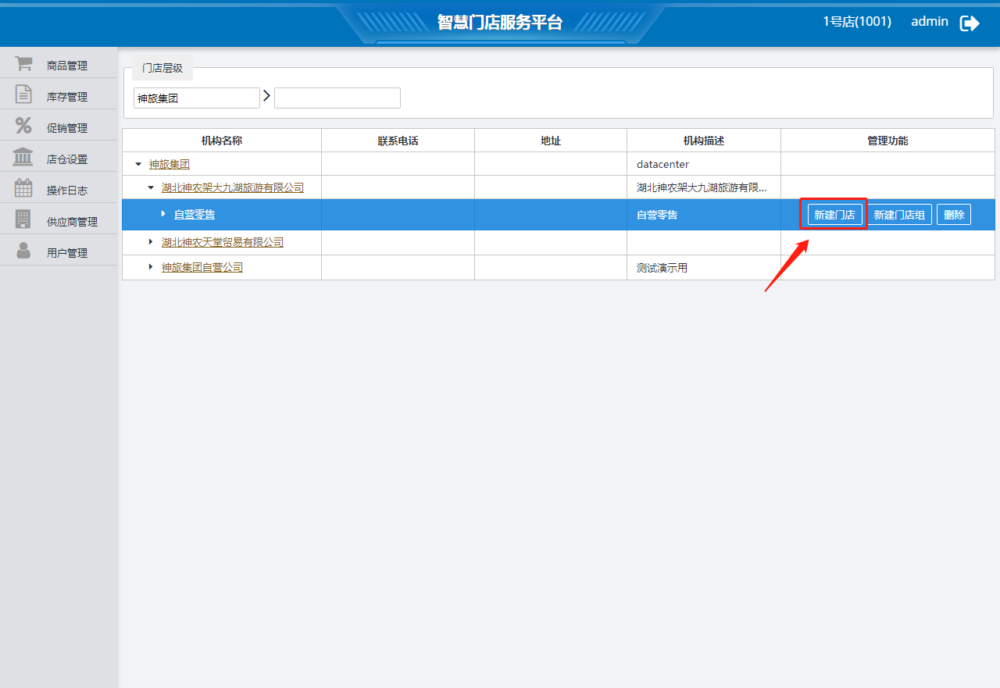 智慧门店服务平台
1号店(1001) admin
商品管理
库存管理
促销管理
店仓设置
操作日志
供应商管理
用户管理
门店层级
神旅集团
机构名称 联系电话 地址 机构描述 管理功能
神旅集团 datacenter
湖北神农架大九湖旅游有限公司 湖北神农架大九湖旅游有限...
自营零售 自营零售 新建门店 新建门店组 删除
湖北神农天堂贸易有限公司
神旅集团自营公司 测试演示用